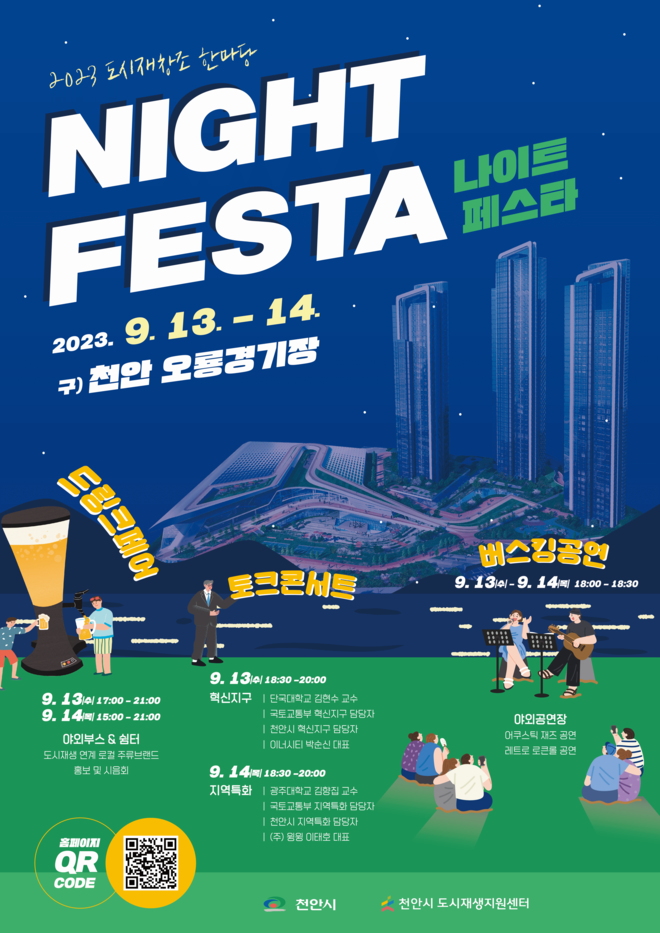 2023 도시재창조 한마당
NIGHT
FESTA
나이트
페스타
2023. 9. 13. - 14.
구) 천안 오룡경기장
드링크페어
토크콘서트
버스킹공연
9. 13(수) - 9. 14(목) 18:00 - 18:30
9. 13(수) 17:00 - 21:00
9. 14(목) 15:00 - 21:00
야외부스 & 쉼터
도시재생 연계 로컬 주류브랜드
홍보 및 시음회
9. 13(수) 18:30 -20:00
혁신지구 | 단국대학교 김현수 교수
| 국토교통부 혁신지구 담당자
| 천안시 혁신지구 담당자
| 이너시티 박순신 대표
9. 14(목) 18:30 -20:00
지역특화 | 광주대학교 김항집 교수
| 국토교통부 지역특화 담당자
| 천안시 지역특화 담당자
| (주) 윙윙 이태호 대표
야외공연장
어쿠스틱 재즈 공연
레트로 로큰롤 공연
홈페이지
QR
CODE
천안시
천안시 도시재생지원센터